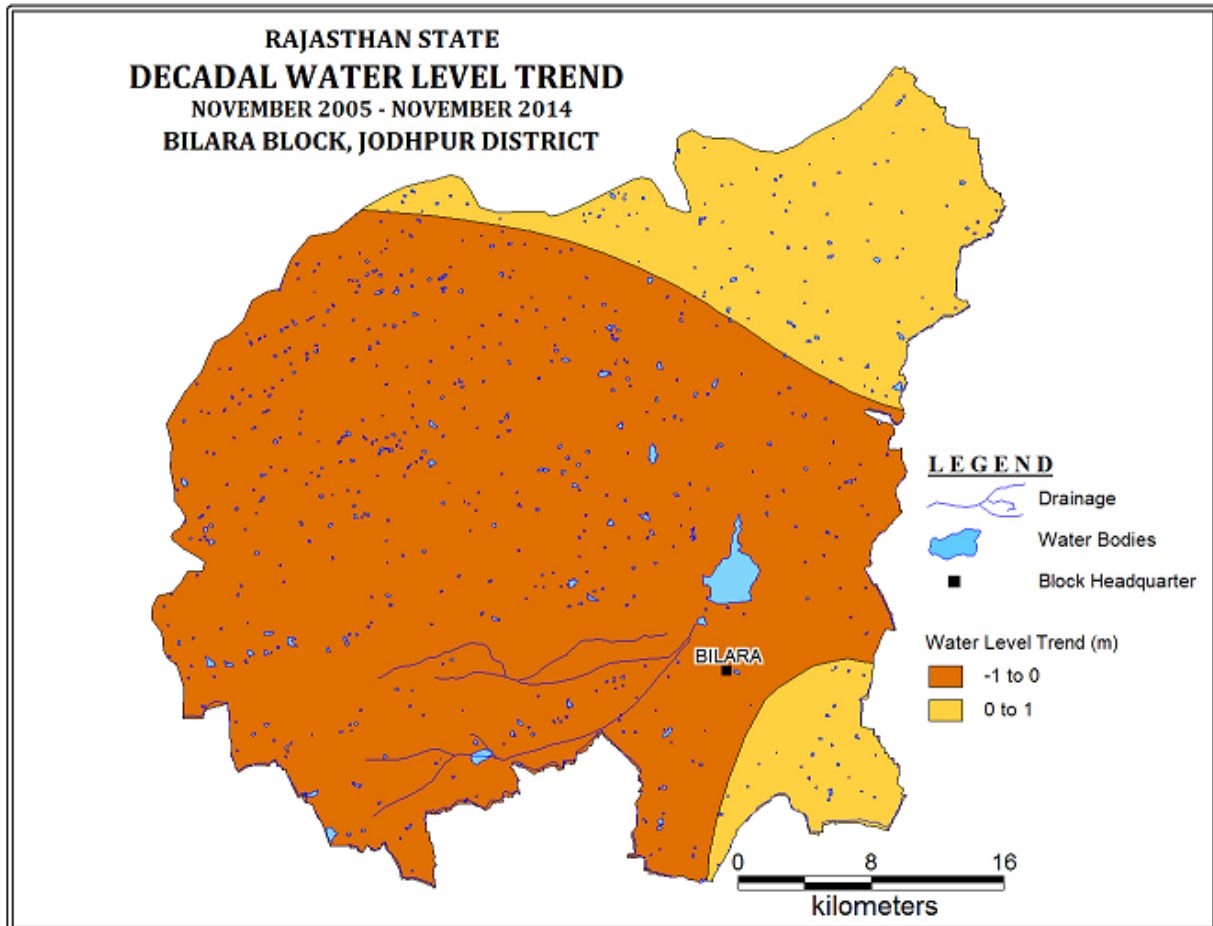 RAJASTHAN STATE
DECADAL WATER LEVEL TREND
NOVEMBER 2005 - NOVEMBER 2014
BILARA BLOCK, JODHPUR DISTRICT
LEGEND
Drainage
Water Bodies
Block Headquarter
BILARA
Water Level Trend (m)
-1 to 0
0 to 1
0 8 16
kilometers